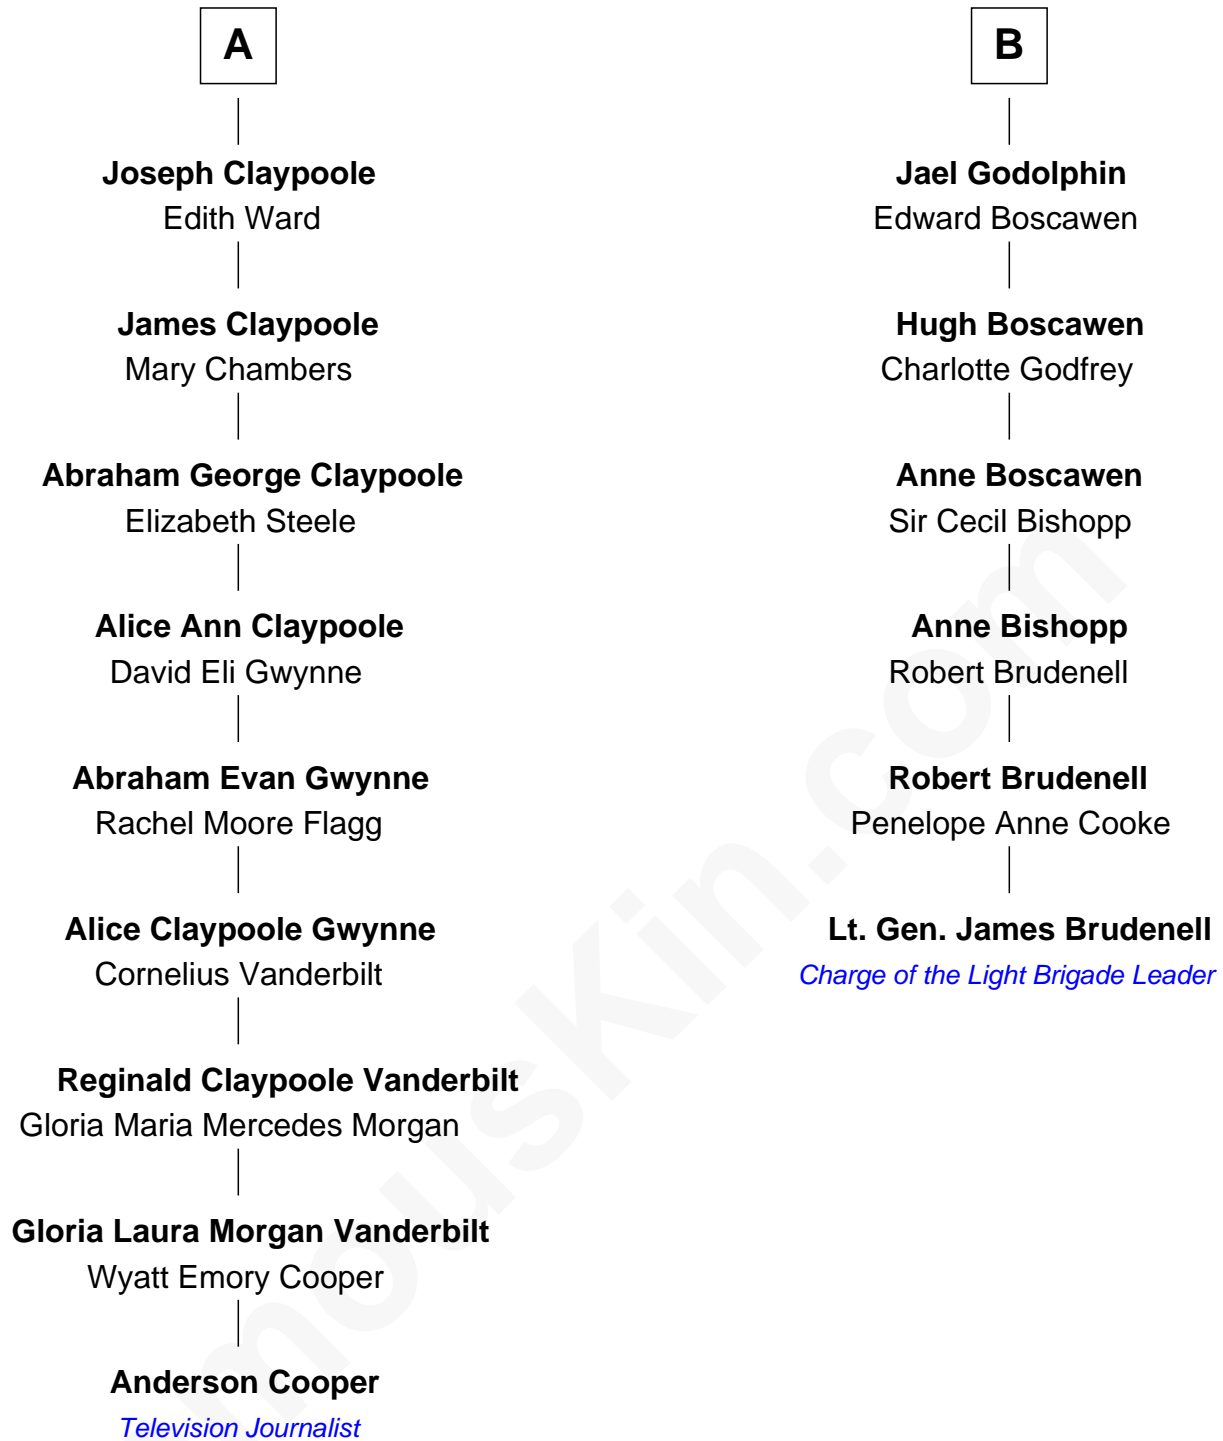 A
Joseph Claypoole
Edith Ward
James Claypoole
Mary Chambers
Abraham George Claypoole
Elizabeth Steele
Alice Ann Claypoole
David Eli Gwynne
Abraham Evan Gwynne
Rachel Moore Flagg
Alice Claypoole Gwynne
Cornelius Vanderbilt
Reginald Claypoole Vanderbilt
Gloria Maria Mercedes Morgan
Gloria Laura Morgan Vanderbilt
Wyatt Emory Cooper
Anderson Cooper
Television Journalist
B
Jael Godolphin
Edward Boscawen
Hugh Boscawen
Charlotte Godfrey
Anne Boscawen
Sir Cecil Bishopp
Anne Bishopp
Robert Brudenell
Robert Brudenell
Penelope Anne Cooke
Lt. Gen. James Brudenell
Charge of the Light Brigade Leader
mousKin.com